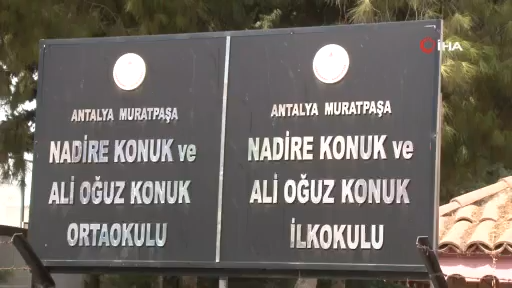 ANTALYA MURATPAŞA
NADİRE KONUK ve
ALİ OĞUZ KONUK
ORTAOKULU
ANTALYA MURATPAŞA
NADİRE KONUK ve
ALİ OĞUZ KONUK
İLKOKULU
İHA